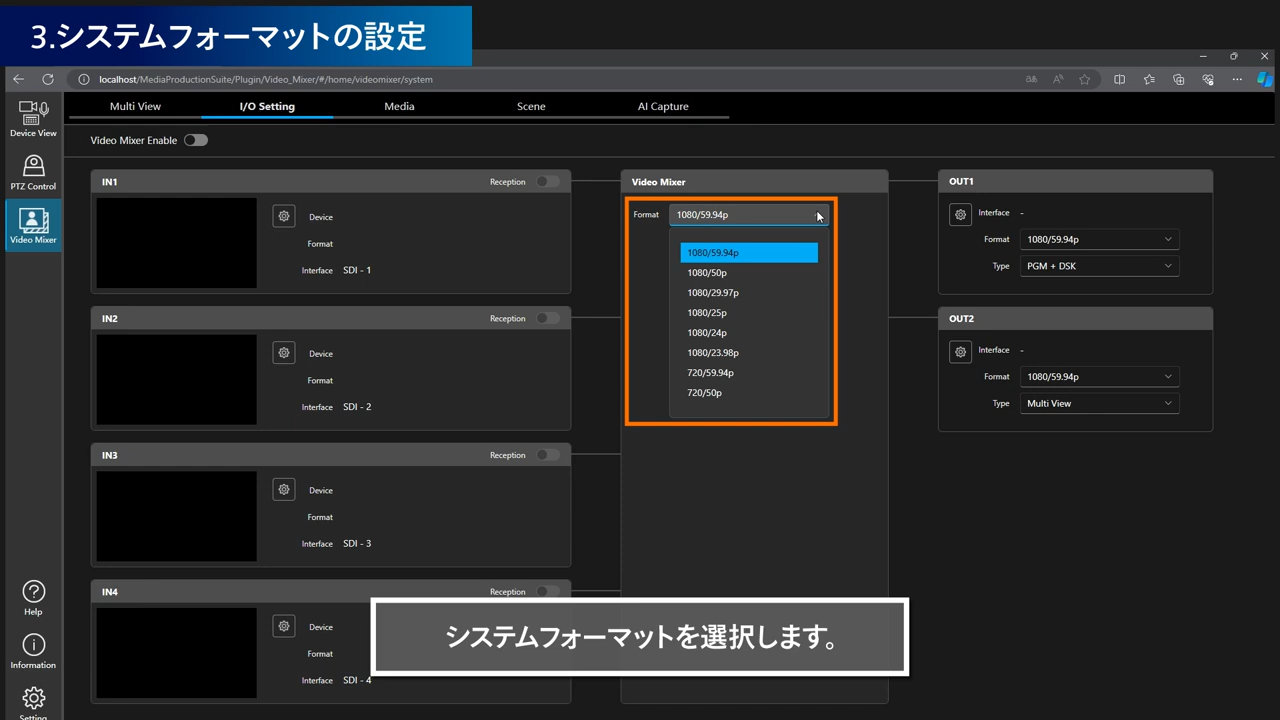 3.システムフォーマットの設定
localhost/MediaProductionSuite/Plugin/Video_Mixer/#/home/videomixer/system
Device View
PTZ Control
Video Mixer
Help
Information
Setting
Multi View
I/O Setting
Media
Scene
AI Capture
Video Mixer Enable
IN1
Reception
Device
Format
Interface SDI - 1
IN2
Reception
Device
Format
Interface SDI - 2
IN3
Reception
Device
Format
Interface SDI - 3
IN4
Reception
Device
Format
Interface SDI - 4
Video Mixer
Format 1080/59.94p
1080/59.94p
1080/50p
1080/29.97p
1080/25p
1080/24p
1080/23.98p
720/59.94p
720/50p
OUT1
Interface -
Format 1080/59.94p
Type PGM + DSK
OUT2
Interface -
Format 1080/59.94p
Type Multi View
システムフォーマットを選択します。